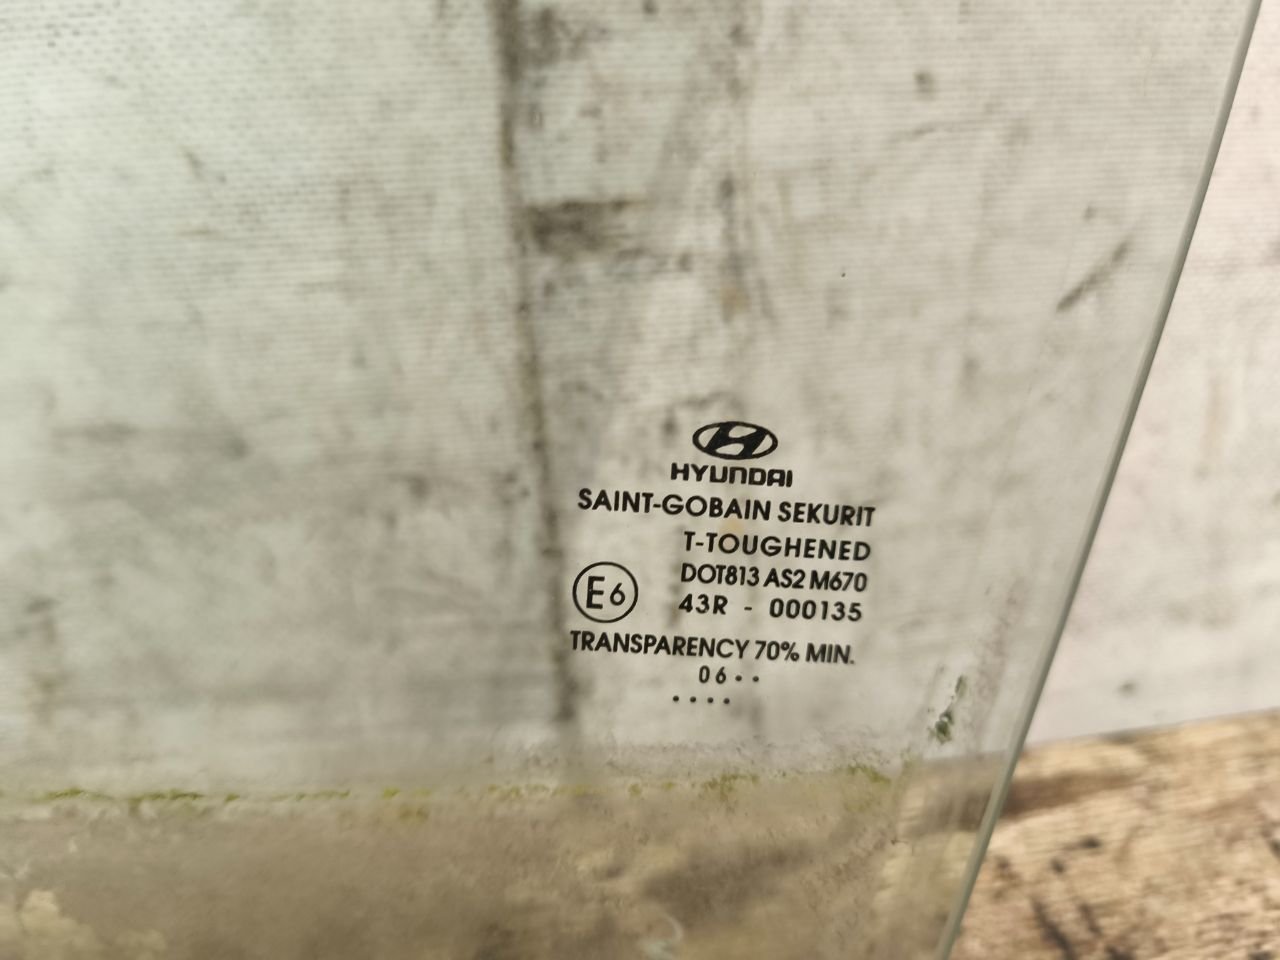 HYUNDAI
SAINT-GOBAIN SEKURIT
T-TOUGHENED
DOT813 AS2 M670
E6 43R - 000135
TRANSPARENCY 70% MIN.
06··
····